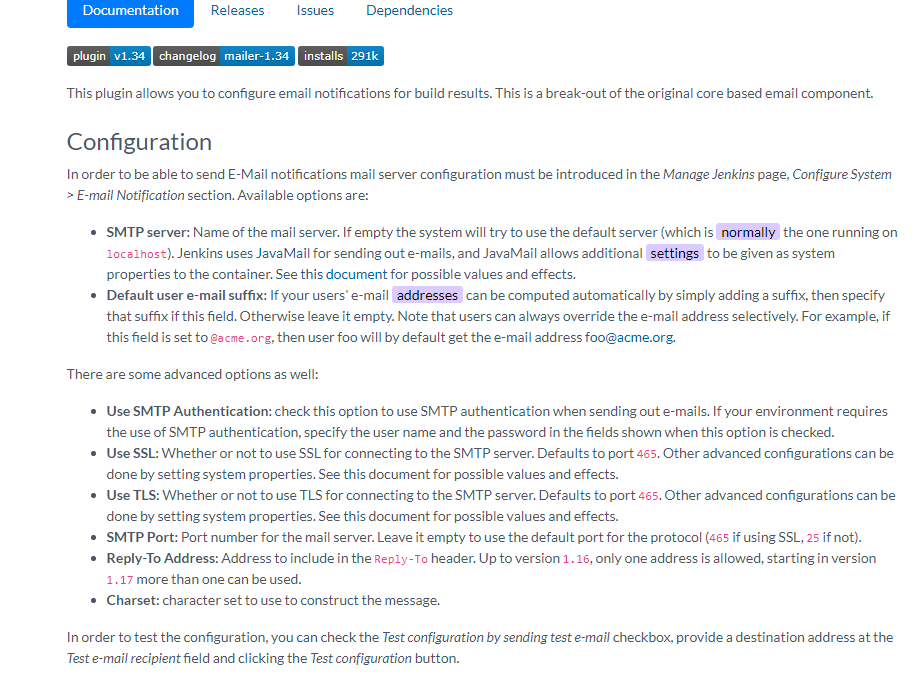 Documentation Releases Issues Dependencies
plugin v1.34 changelog mailer-1.34 installs 291k
This plugin allows you to configure email notifications for build results. This is a break-out of the original core based email component.
Configuration
In order to be able to send E-Mail notifications mail server configuration must be introduced in the Manage Jenkins page, Configure System
> E-mail Notification section. Available options are:
• SMTP server: Name of the mail server. If empty the system will try to use the default server (which is normally the one running on
localhost). Jenkins uses JavaMail for sending out e-mails, and JavaMail allows additional settings to be given as system
properties to the container. See this document for possible values and effects.
• Default user e-mail suffix: If your users' e-mail addresses can be computed automatically by simply adding a suffix, then specify
that suffix if this field. Otherwise leave it empty. Note that users can always override the e-mail address selectively. For example, if
this field is set to @acme.org, then user foo will by default get the e-mail address foo@acme.org.
There are some advanced options as well:
• Use SMTP Authentication: check this option to use SMTP authentication when sending out e-mails. If your environment requires
the use of SMTP authentication, specify the user name and the password in the fields shown when this option is checked.
• Use SSL: Whether or not to use SSL for connecting to the SMTP server. Defaults to port 465. Other advanced configurations can be
done by setting system properties. See this document for possible values and effects.
• Use TLS: Whether or not to use TLS for connecting to the SMTP server. Defaults to port 465. Other advanced configurations can be
done by setting system properties. See this document for possible values and effects.
• SMTP Port: Port number for the mail server. Leave it empty to use the default port for the protocol (465 if using SSL, 25 if not).
• Reply-To Address: Address to include in the Reply-To header. Up to version 1.16, only one address is allowed, starting in version
1.17 more than one can be used.
• Charset: character set to use to construct the message.
In order to test the configuration, you can check the Test configuration by sending test e-mail checkbox, provide a destination address at the
Test e-mail recipient field and clicking the Test configuration button.